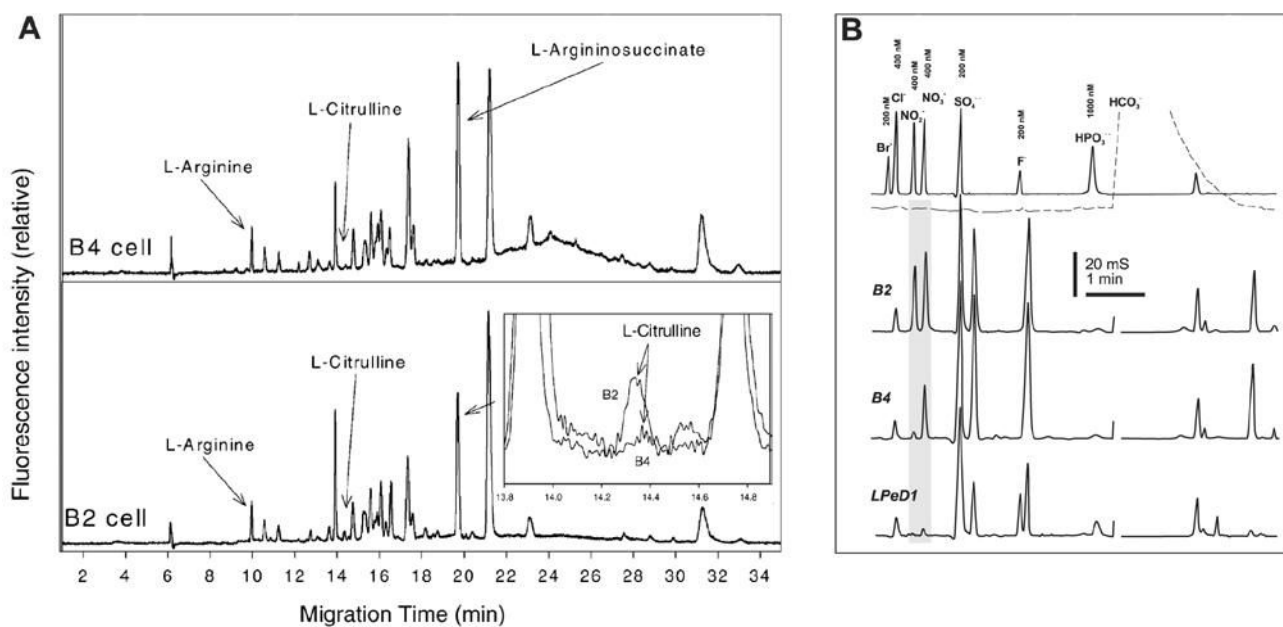 A
L-Argininosuccinate
L-Citrulline
L-Arginine
B4 cell
L-Citrulline
L-Arginine
B2 cell
L-Citrulline
B2
B4
13.8 14.0 14.2 14.4 14.6 14.8
2 4 6 8 10 12 14 16 18 20 22 24 26 28 30 32 34
Migration Time (min)
Fluorescence intensity (relative)
B
200 nM
430 nM
400 nM
400 nM
200 nM
200 nM
1000 nM
Br⁻
Cl⁻
NO₂⁻
NO₃⁻
SO₄⁻⁻
F⁻
HPO₃⁻⁻
HCO₃⁻
20 mS
1 min
B2
B4
LPeD1